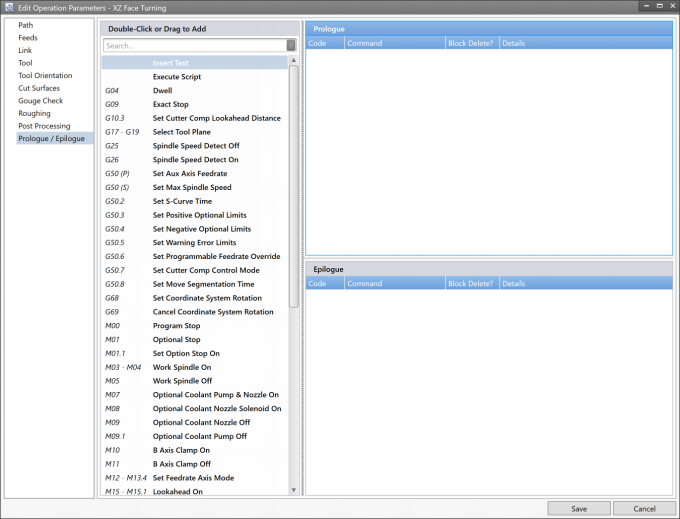 Edit Operation Parameters - XZ Face Turning
Path
Feeds
Link
Tool
Tool Orientation
Cut Surfaces
Gouge Check
Roughing
Post Processing
Prologue / Epilogue
Double-Click or Drag to Add
Search...
Insert Text
Execute Script
G04 Dwell
G09 Exact Stop
G10.3 Set Cutter Comp Lookahead Distance
G17 - G19 Select Tool Plane
G25 Spindle Speed Detect Off
G26 Spindle Speed Detect On
G50 (P) Set Aux Axis Feedrate
G50 (S) Set Max Spindle Speed
G50.2 Set S-Curve Time
G50.3 Set Positive Optional Limits
G50.4 Set Negative Optional Limits
G50.5 Set Warning Error Limits
G50.6 Set Programmable Feedrate Override
G50.7 Set Cutter Comp Control Mode
G50.8 Set Move Segmentation Time
G68 Set Coordinate System Rotation
G69 Cancel Coordinate System Rotation
M00 Program Stop
M01 Optional Stop
M01.1 Set Option Stop On
M03 - M04 Work Spindle On
M05 Work Spindle Off
M07 Optional Coolant Pump & Nozzle On
M08 Optional Coolant Nozzle Solenoid On
M09 Optional Coolant Nozzle Off
M09.1 Optional Coolant Pump Off
M10 B Axis Clamp On
M11 B Axis Clamp Off
M12 - M13.4 Set Feedrate Axis Mode
M15 - M15.1 Lookahead On
Prologue
Code Command Block Delete? Details
Epilogue
Code Command Block Delete? Details
Save Cancel